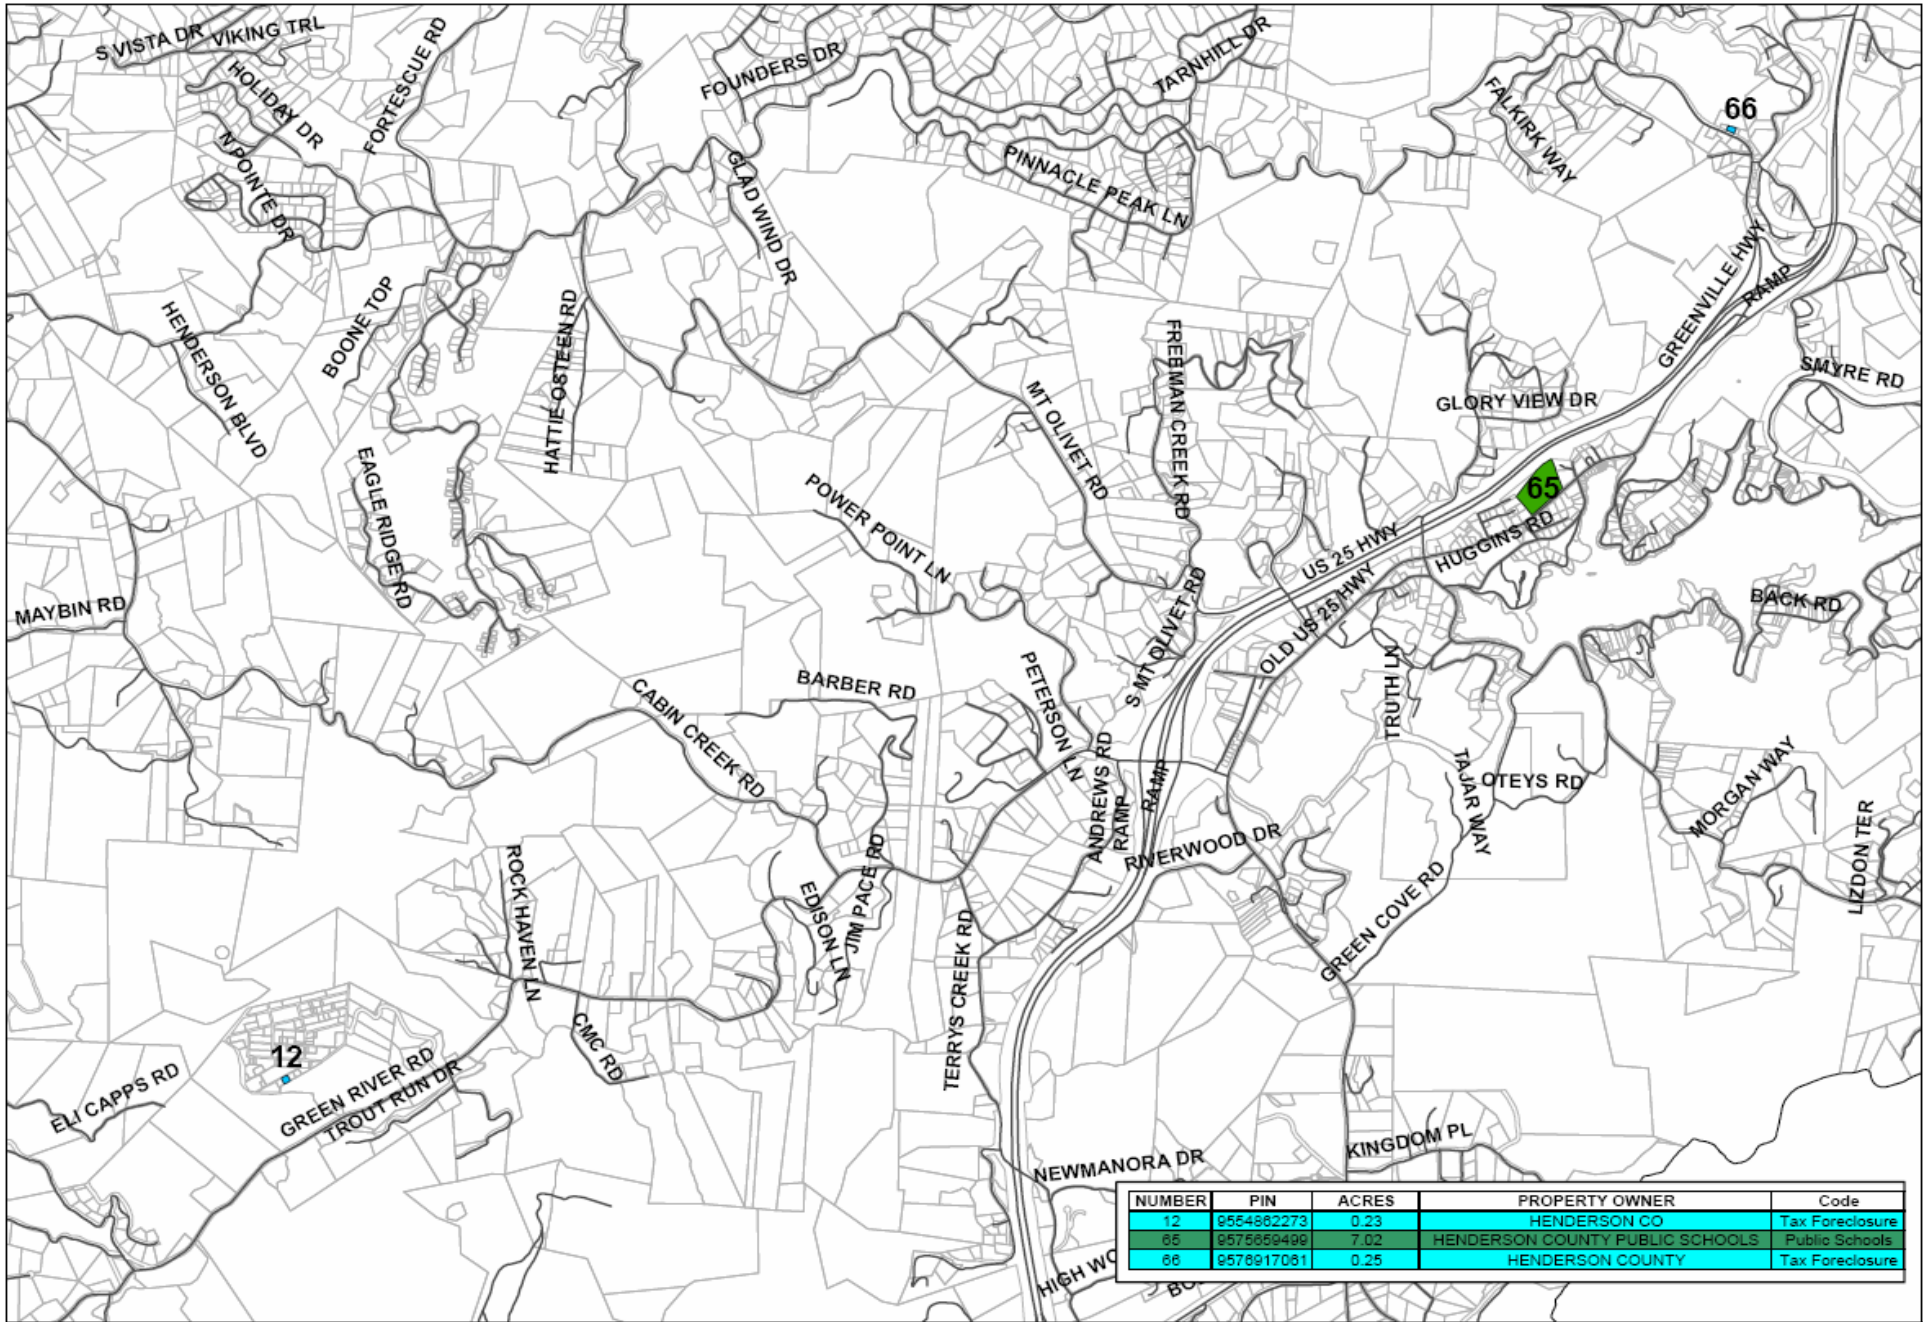 S VISTA DR
VIKING TRL
FORTESCUE RD
HOLIDAY DR
N POINTE DR
FOUNDERS DR
TARNHILL DR
FALKIRK WAY
66
GLAD WIND DR
PINNACLE PEAK LN
GREENVILLE HWY
RAMP
HENDERSON BLVD
BOONE TOP
HATTIE OSTEEN RD
FREEMAN CREEK RD
MT OLIVET RD
GLORY VIEW DR
SMYRE RD
EAGLE RIDGE RD
POWER POINT LN
65
HUGGINS RD
US 25 HWY
OLD US 25 HWY
BACK RD
MAYBIN RD
S MT OLIVET RD
BARBER RD
CABIN CREEK RD
PETERSON LN
TRUTH LN
ANDREWS RD
RAMP
RAMP
TAJAR WAY
OTEYS RD
MORGAN WAY
LIZDON TER
RIVERWOOD DR
ROCK HAVEN LN
EDISON LN
JIM PACE RD
GREEN COVE RD
TERRYS CREEK RD
12
CMC RD
ELI CAPPS RD
GREEN RIVER RD
TROUT RUN DR
KINGDOM PL
NEWMANORA DR
HIGH WO
BO
NUMBER PIN ACRES PROPERTY OWNER Code
12 9554862273 0.23 HENDERSON CO Tax Foreclosure
65 9575659499 7.02 HENDERSON COUNTY PUBLIC SCHOOLS Public Schools
66 9576917061 0.25 HENDERSON COUNTY Tax Foreclosure